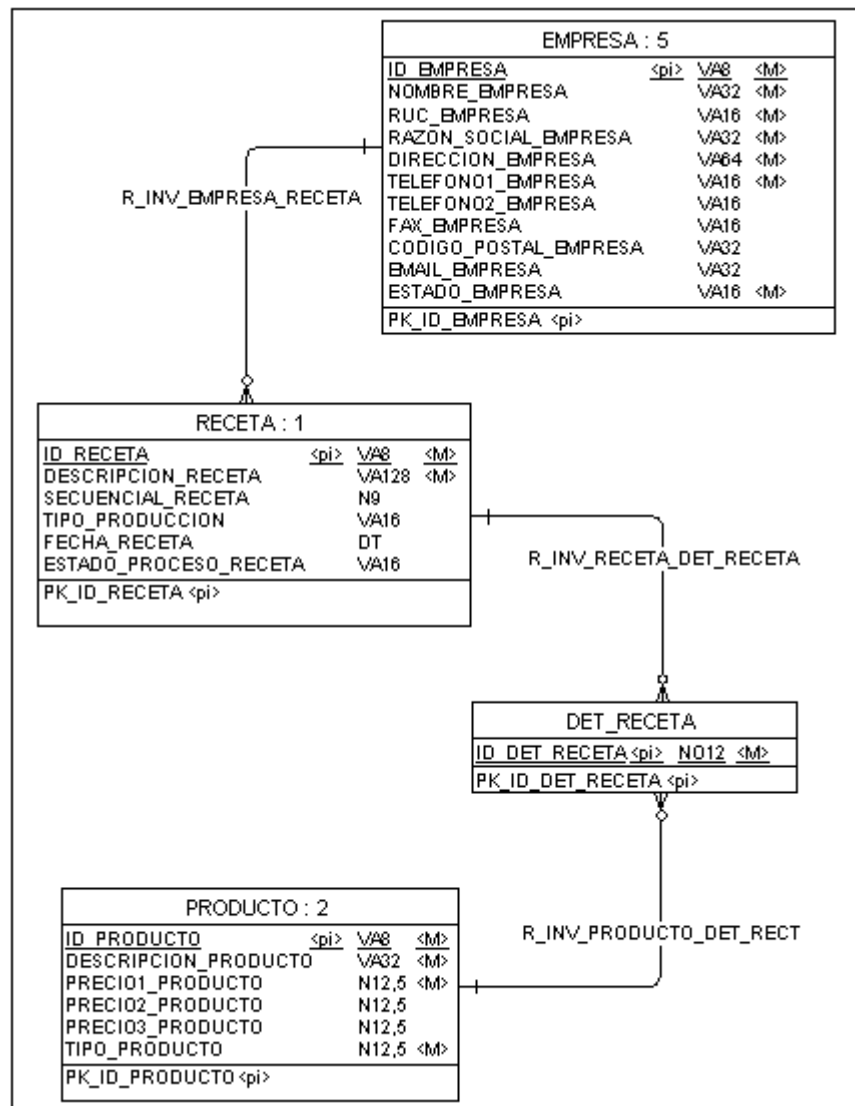 EMPRESA : 5
ID_EMPRESA <pi> VA8 <M>
NOMBRE_EMPRESA VA32 <M>
RUC_EMPRESA VA16 <M>
RAZON_SOCIAL_EMPRESA VA32 <M>
DIRECCION_EMPRESA VA64 <M>
TELEFONO1_EMPRESA VA16 <M>
TELEFONO2_EMPRESA VA16
FAX_EMPRESA VA16
CODIGO_POSTAL_EMPRESA VA32
EMAIL_EMPRESA VA32
ESTADO_EMPRESA VA16 <M>
PK_ID_EMPRESA <pi>
R_INV_EMPRESA_RECETA
RECETA : 1
ID_RECETA <pi> VA8 <M>
DESCRIPCION_RECETA VA128 <M>
SECUENCIAL_RECETA N9
TIPO_PRODUCCION VA16
FECHA_RECETA DT
ESTADO_PROCESO_RECETA VA16
PK_ID_RECETA <pi>
R_INV_RECETA_DET_RECETA
DET_RECETA
ID_DET_RECETA <pi> NO12 <M>
PK_ID_DET_RECETA <pi>
R_INV_PRODUCTO_DET_RECT
PRODUCTO : 2
ID_PRODUCTO <pi> VA8 <M>
DESCRIPCION_PRODUCTO VA32 <M>
PRECIO1_PRODUCTO N12,5 <M>
PRECIO2_PRODUCTO N12,5
PRECIO3_PRODUCTO N12,5
TIPO_PRODUCTO N12,5 <M>
PK_ID_PRODUCTO <pi>